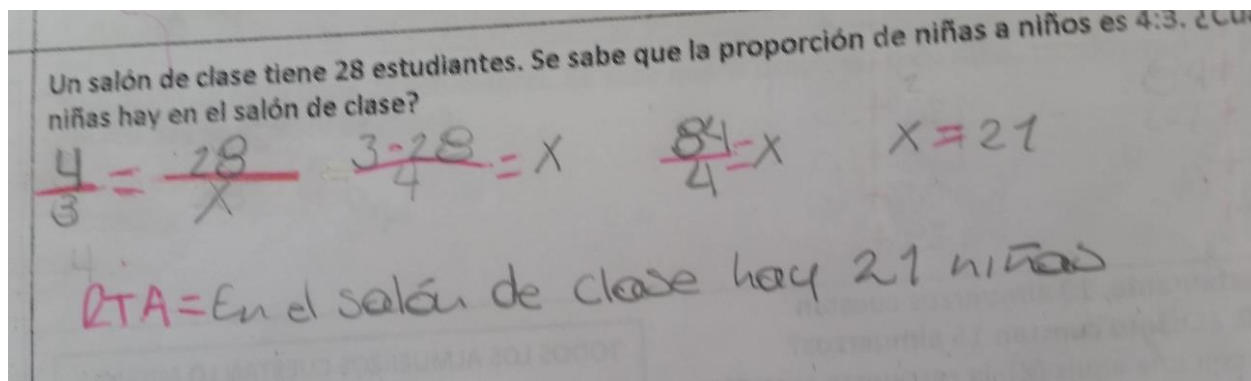 Un salón de clase tiene 28 estudiantes. Se sabe que la proporción de niñas a niños es 4:3. ¿Cu
niñas hay en el salón de clase?
4/3 = 28/X 3-28/4 = X 84/4 = X X = 21
RTA = En el salón de clase hay 21 niñas